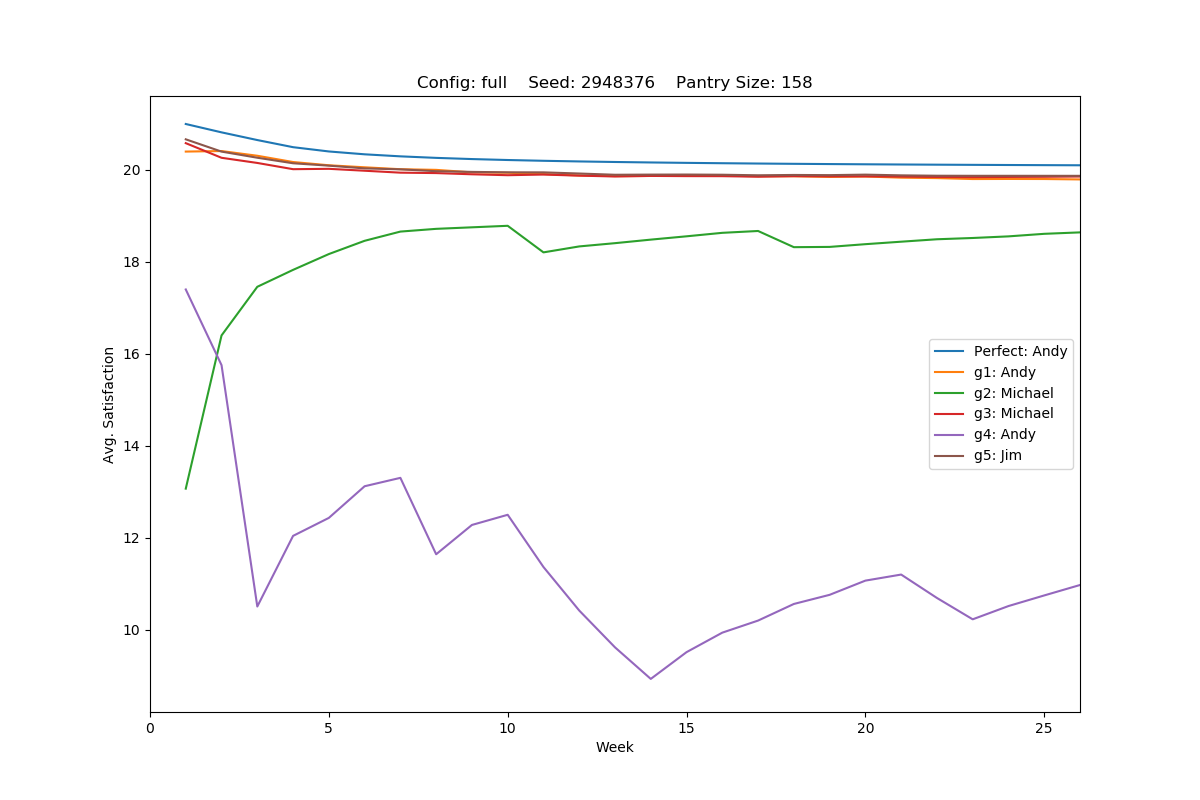 Config: full    Seed: 2948376    Pantry Size: 158
20
18
16
14
12
10
Avg. Satisfaction
Perfect: Andy
g1: Andy
g2: Michael
g3: Michael
g4: Andy
g5: Jim
0 5 10 15 20 25
Week